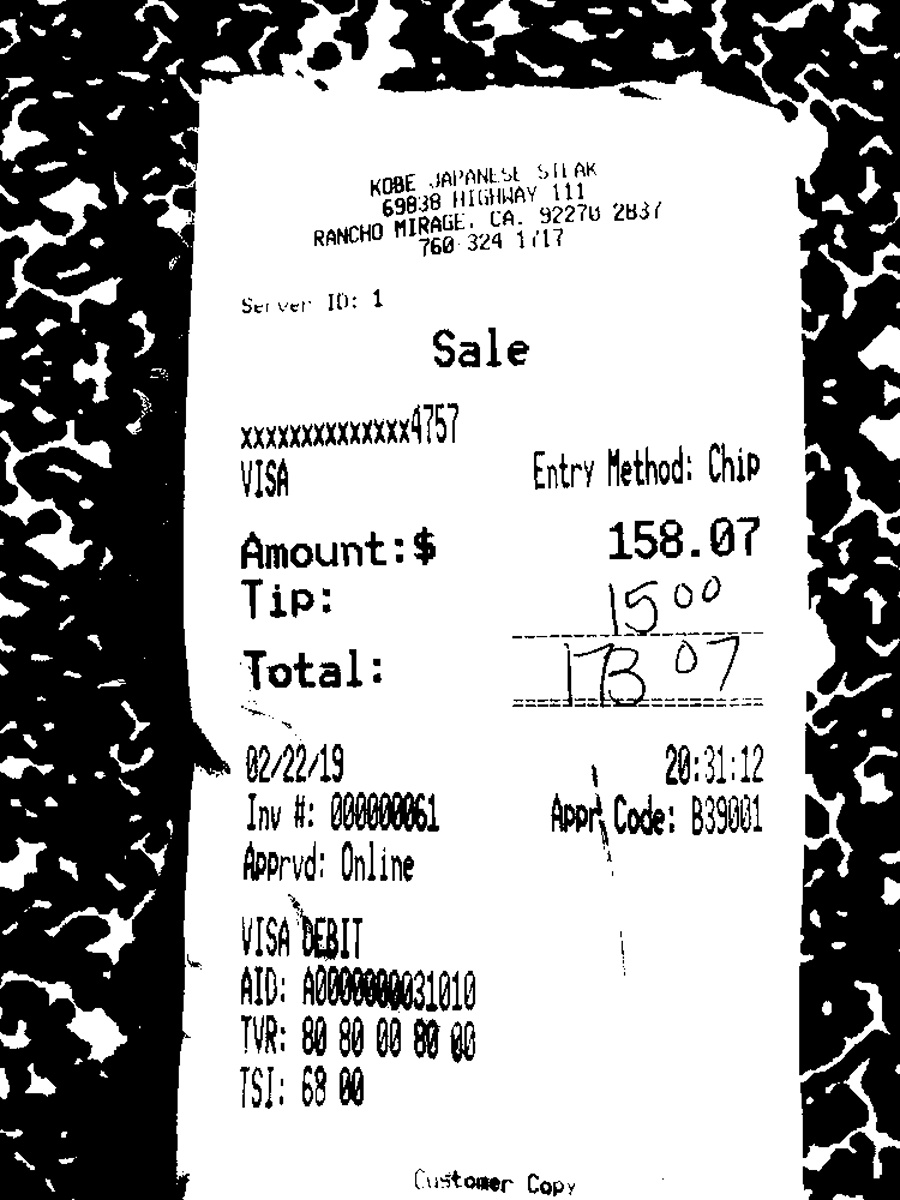 KOBE JAPANESE STEAK
69838 HIGHWAY 111
RANCHO MIRAGE, CA. 92270 2837
760 324 1717
Server ID: 1
Sale
xxxxxxxxxxxxxx4757
VISA Entry Method: Chip
Amount:$ 158.07
Tip: 15 00
Total: 173 07
02/22/19 20:31:12
Inv #: 000000061 Appr Code: B39001
Apprvd: Online
VISA DEBIT
AID: A0000000031010
TVR: 80 80 00 80 00
TSI: 68 00
Customer Copy